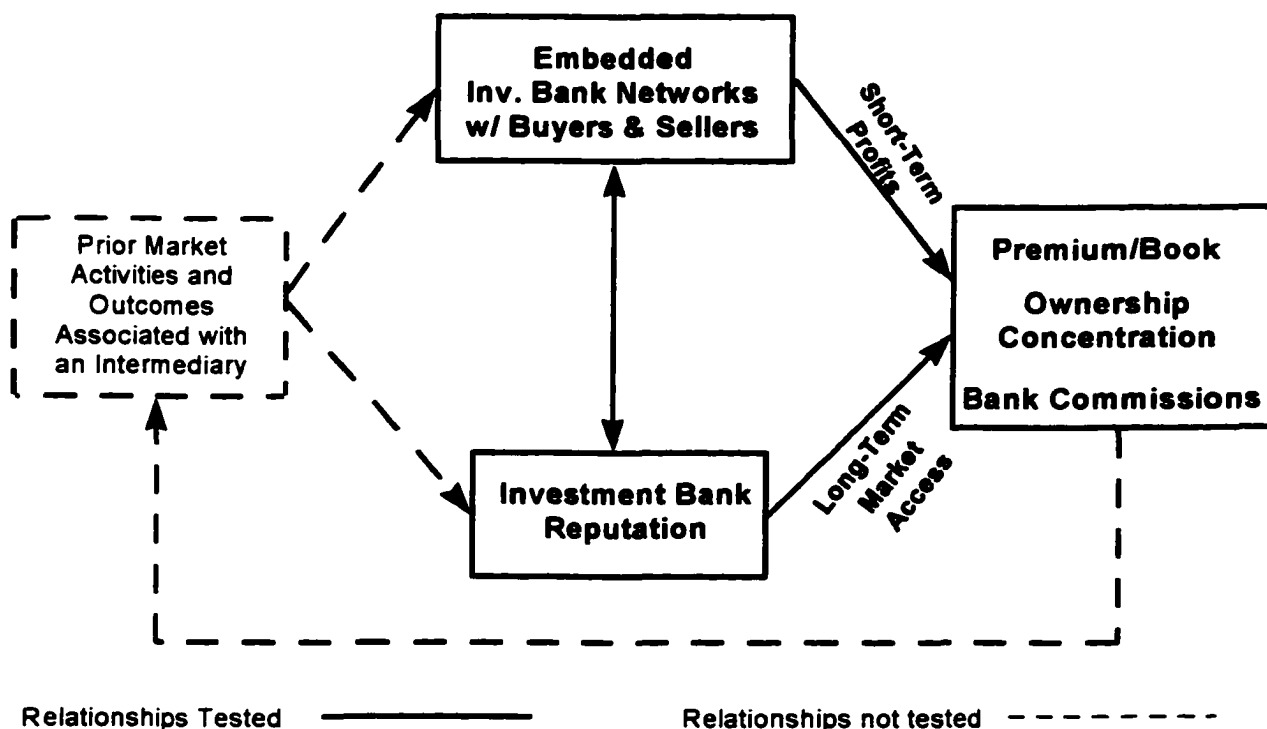 Embedded
Inv. Bank Networks
w/ Buyers & Sellers
Short-Term
Profits
Prior Market
Activities and
Outcomes
Associated with
an Intermediary
Premium/Book
Ownership
Concentration
Bank Commissions
Investment Bank
Reputation
Long-Term
Market
Access
Relationships Tested
Relationships not tested